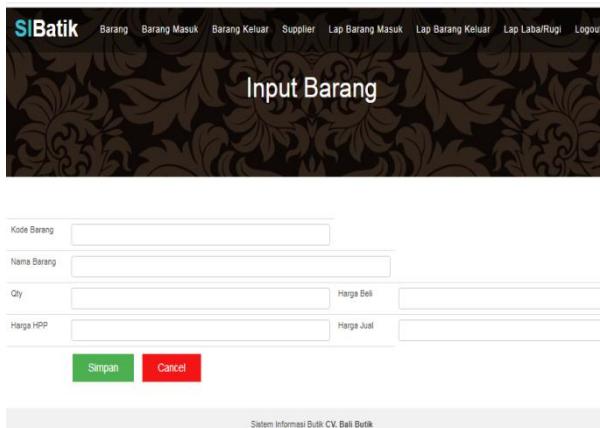 SIBatik Barang Barang Masuk Barang Keluar Supplier Lap Barang Masuk Lap Barang Keluar Lap Laba/Rugi Logout
Input Barang
Kode Barang
Nama Barang
Qty Harga Beli
Harga HPP Harga Jual
Simpan Cancel
Sistem Informasi Butik CV. Bali Butik